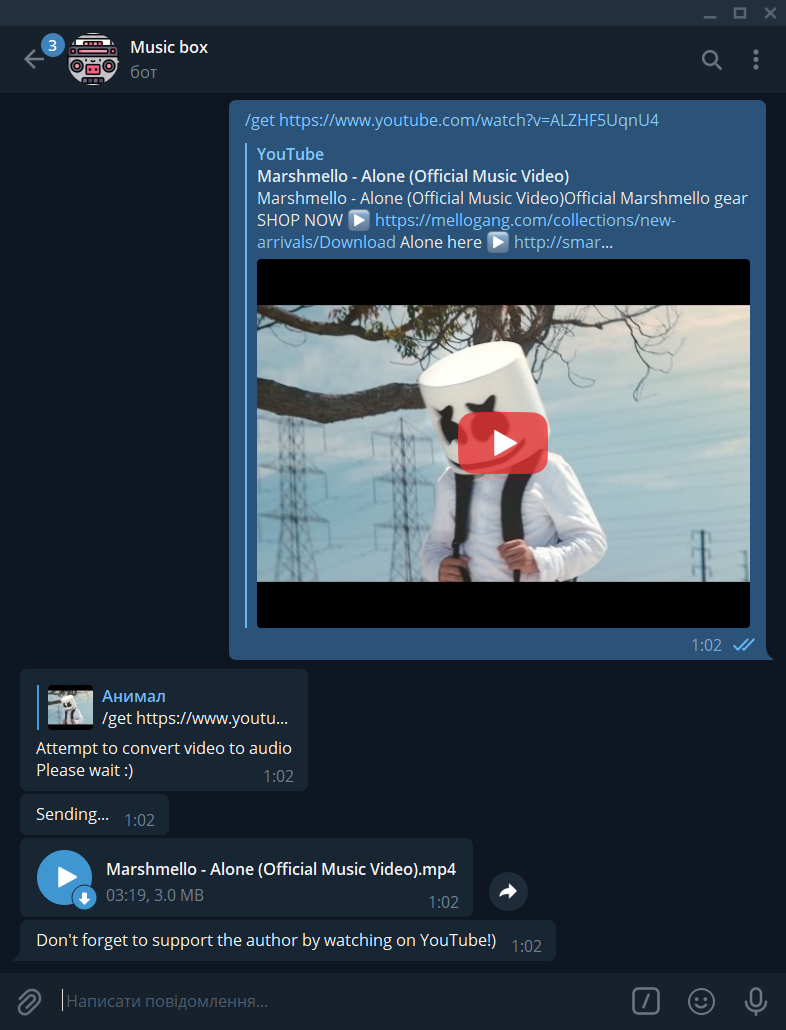 3
Music box
бот
/get https://www.youtube.com/watch?v=ALZHF5UqnU4
YouTube
Marshmello - Alone (Official Music Video)
Marshmello - Alone (Official Music Video)Official Marshmello gear
SHOP NOW ▶️ https://mellogang.com/collections/new-
arrivals/Download Alone here ▶️ http://smar...
1:02
Анимал
/get https://www.youtu...
Attempt to convert video to audio
Please wait :)
1:02
Sending...
1:02
Marshmello - Alone (Official Music Video).mp4
03:19, 3.0 MB
1:02
Don't forget to support the author by watching on YouTube!)
1:02
Написати повідомлення...